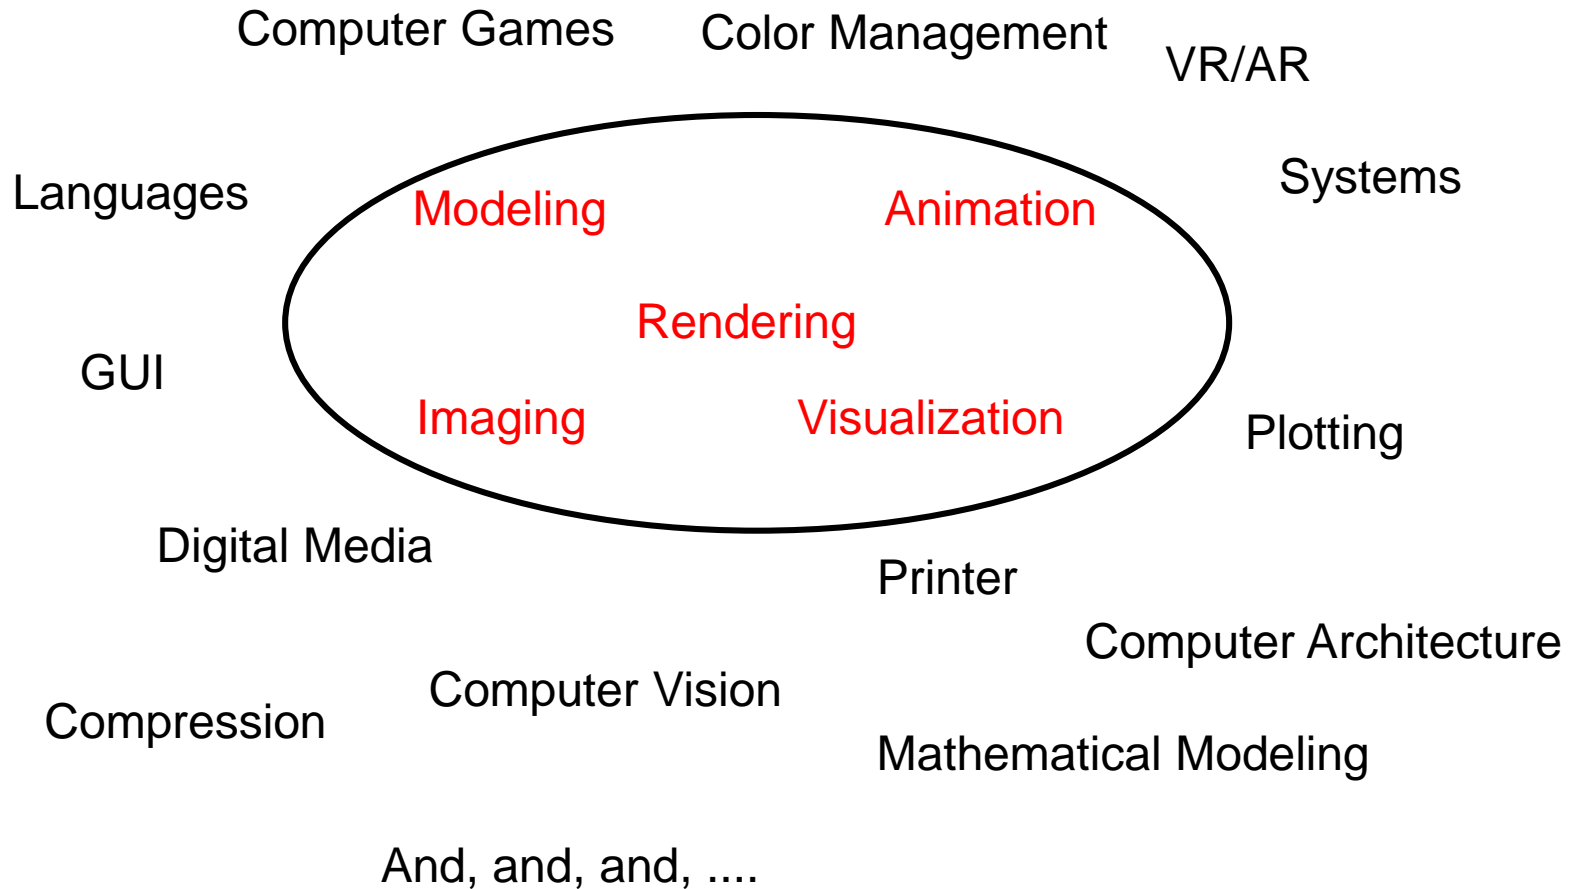 Computer Games
Color Management
VR/AR
Languages
Modeling
Animation
Systems
Rendering
GUI
Imaging
Visualization
Plotting
Digital Media
Printer
Computer Architecture
Computer Vision
Compression
Mathematical Modeling
And, and, and, ....